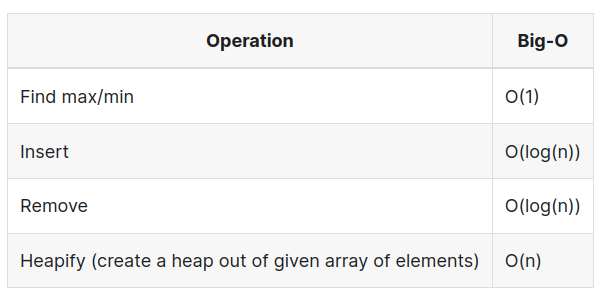 Operation Big-O
Find max/min O(1)
Insert O(log(n))
Remove O(log(n))
Heapify (create a heap out of given array of elements) O(n)